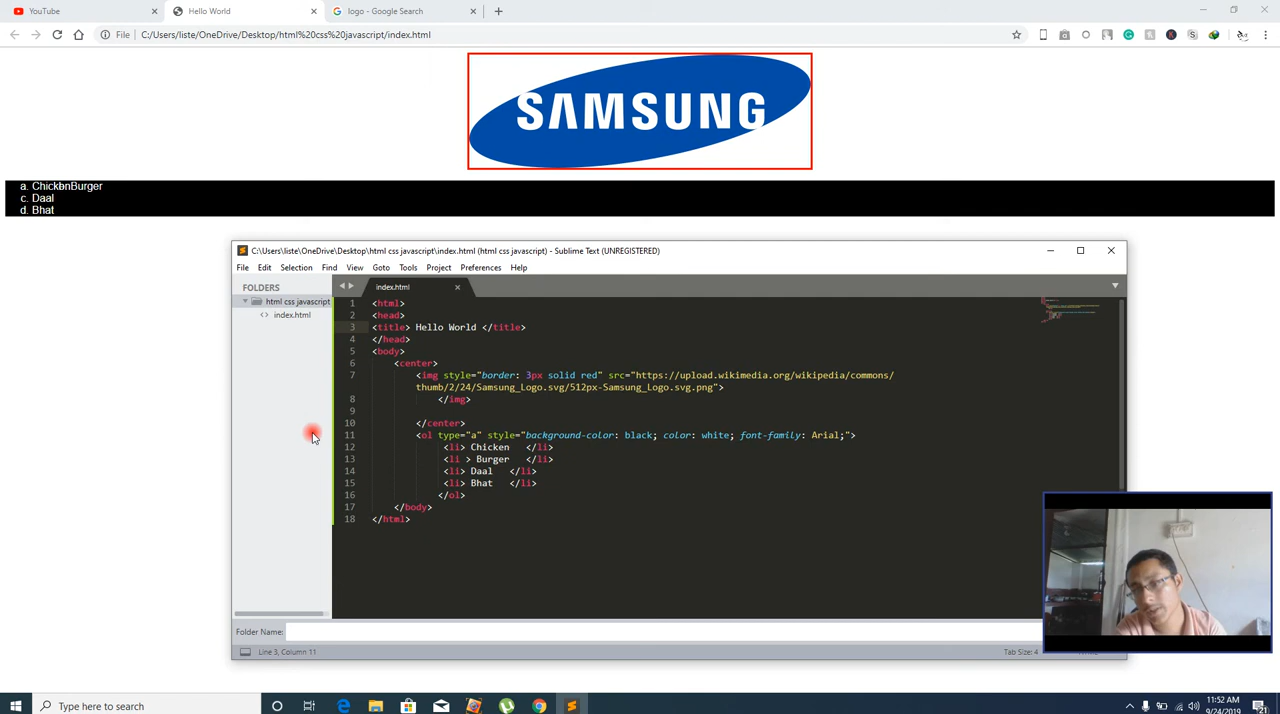 YouTube
Hello World
logo - Google Search
File
C:/Users/liste/OneDrive/Desktop/html%20css%20javascript/index.html
SAMSUNG
a. Chicken
b. Burger
c. Daal
d. Bhat
C:\Users\liste\OneDrive\Desktop\html css javascript\index.html (html css javascript) - Sublime Text (UNREGISTERED)
File Edit Selection Find View Goto Tools Project Preferences Help
FOLDERS
html css javascript
index.html
index.html
1 <html>
2 <head>
3 <title> Hello World </title>
4 </head>
5 <body>
6 <center>
7 <img style="border: 3px solid red" src="https://upload.wikimedia.org/wikipedia/commons/
thumb/2/24/Samsung_Logo.svg/512px-Samsung_Logo.svg.png">
8 </img>
9
10 </center>
11 <ol type="a" style="background-color: black; color: white; font-family: Arial;">
12 <li> Chicken </li>
13 <li > Burger </li>
14 <li> Daal </li>
15 <li> Bhat </li>
16 </ol>
17 </body>
18 </html>
Folder Name:
Line 3, Column 11
Tab Size: 4
Type here to search
11:52 AM
9/24/2019
21